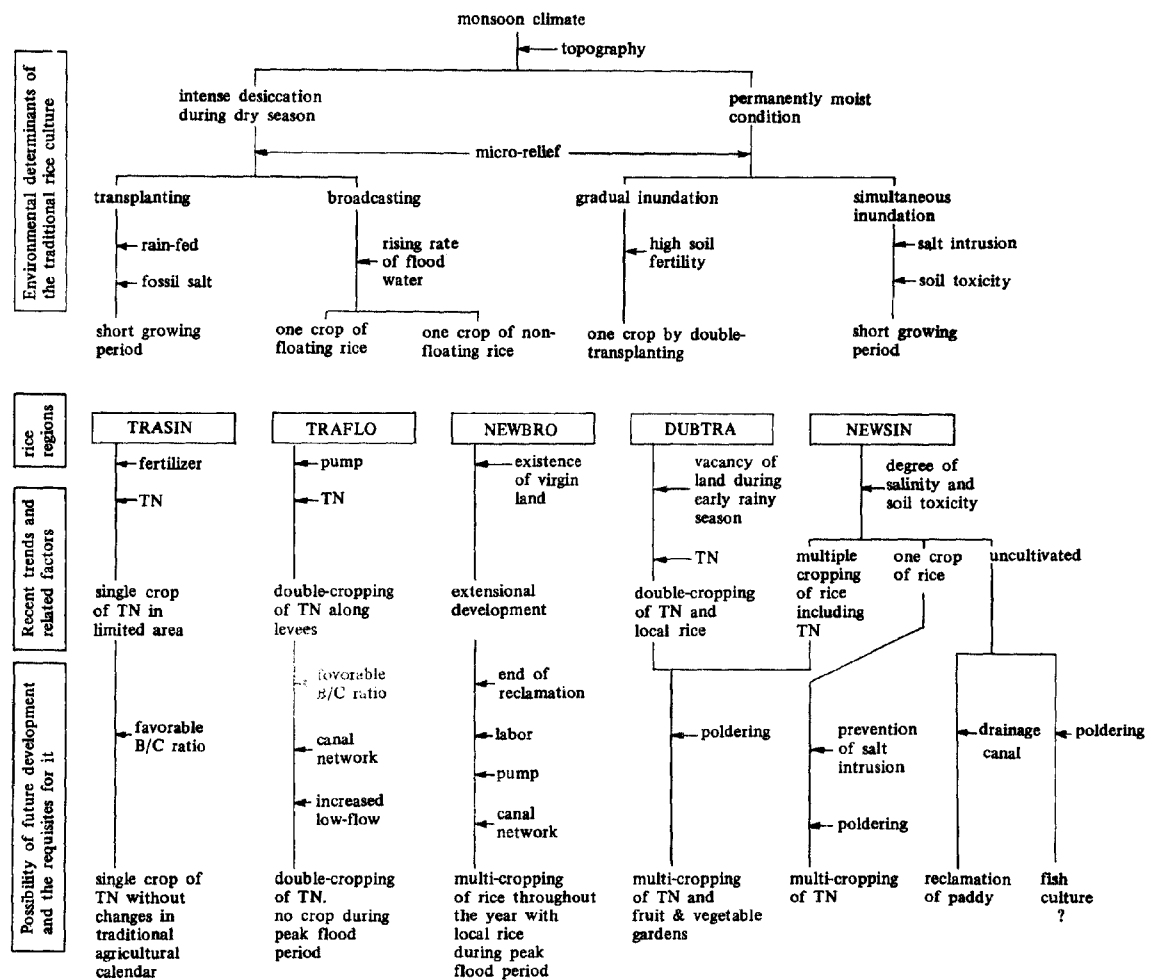 monsoon climate
topography
Environmental determinants of
the traditional rice culture
intense desiccation
during dry season
permanently moist
condition
micro-relief
transplanting
broadcasting
gradual inundation
simultaneous
inundation
rain-fed
fossil salt
rising rate
of flood
water
high soil
fertility
salt intrusion
soil toxicity
short growing
period
one crop of
floating rice
one crop of non-
floating rice
one crop by double-
transplanting
short growing
period
rice
regions
TRASIN
TRAFLO
NEWBRO
DUBTRA
NEWSIN
Recent trends and
related factors
fertilizer
TN
pump
TN
existence
of virgin
land
vacancy of
land during
early rainy
season
TN
degree of
salinity and
soil toxicity
single crop
of TN in
limited area
double-cropping
of TN along
levees
extensional
development
double-cropping
of TN and
local rice
multiple
cropping
of rice
including
TN
one crop
of rice
uncultivated
Possibility of future development
and the requisites for it
favorable
B/C ratio
favorable
B/C ratio
canal
network
increased
low-flow
end of
reclamation
labor
pump
canal
network
poldering
prevention
of salt
intrusion
poldering
drainage
canal
poldering
single crop of
TN without
changes in
traditional
agricultural
calendar
double-cropping
of TN.
no crop during
peak flood
period
multi-cropping
of rice throughout
the year with
local rice
during peak
flood period
multi-cropping
of TN and
fruit & vegetable
gardens
multi-cropping
of TN
reclamation
of paddy
fish
culture
?